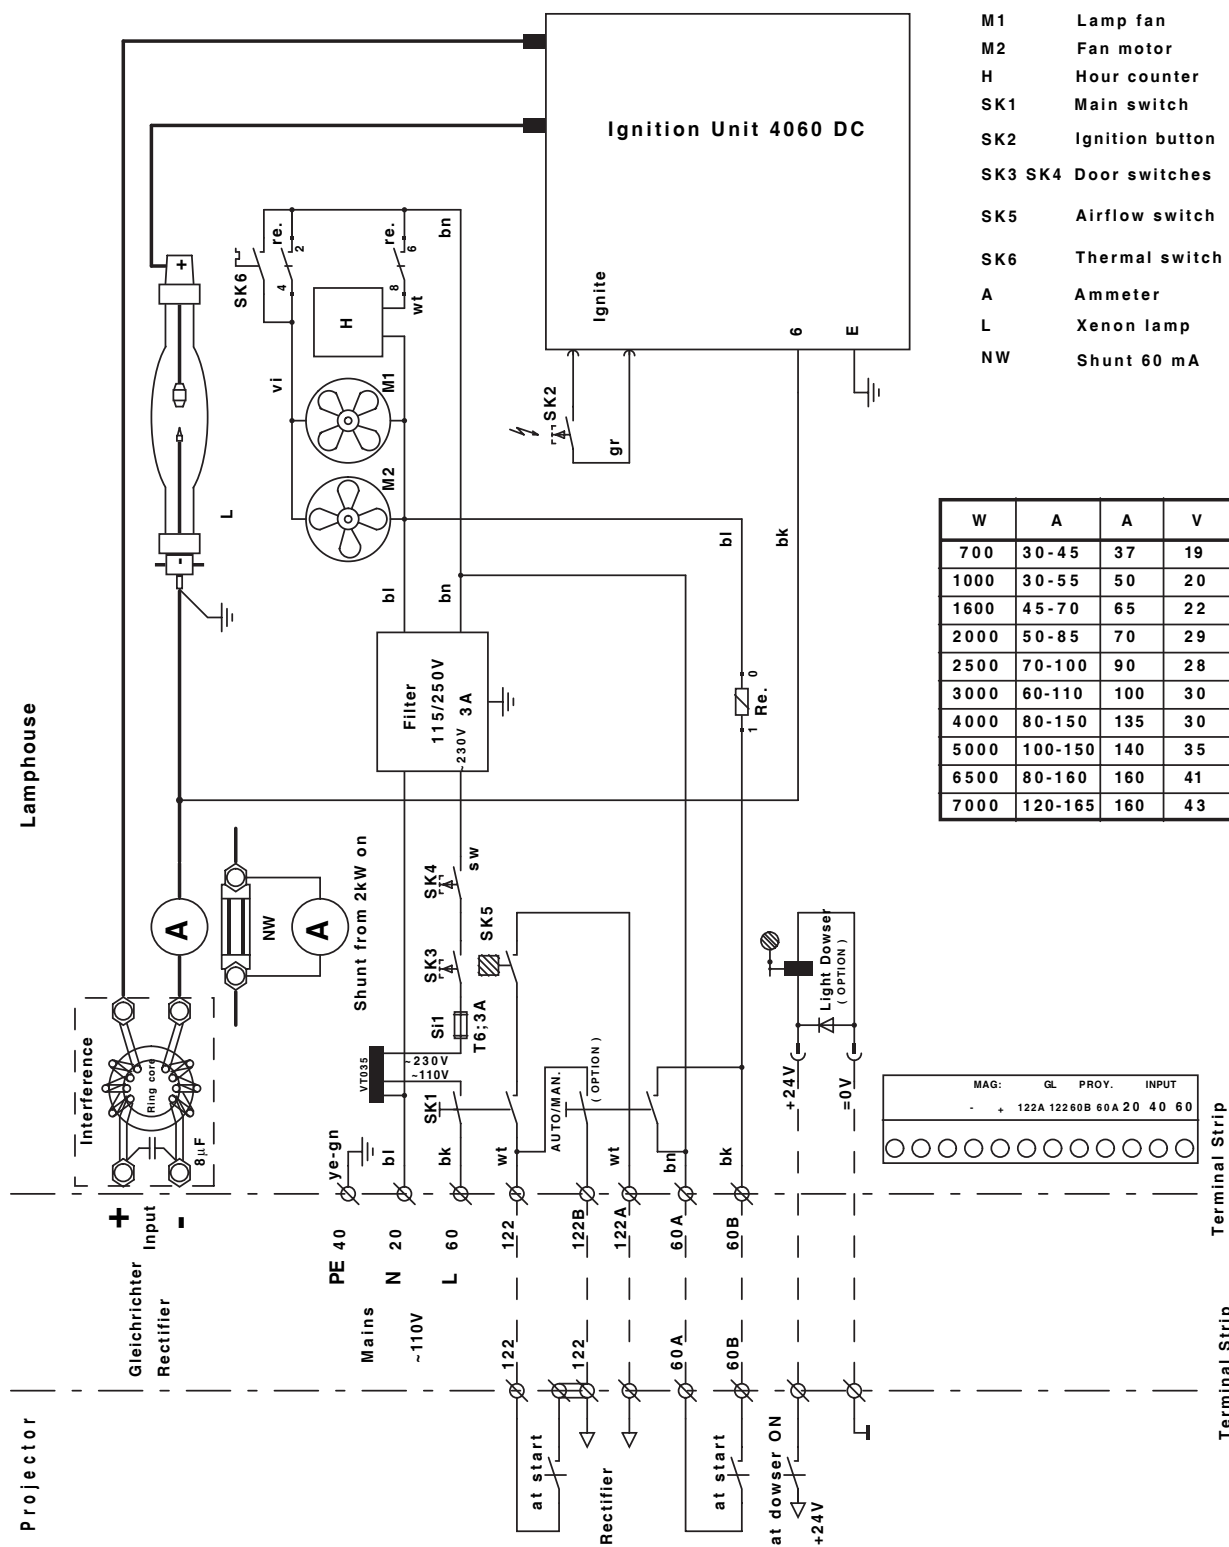 M1 Lamp fan
M2 Fan motor
H Hour counter
SK1 Main switch
SK2 Ignition button
SK3 SK4 Door switches
SK5 Airflow switch
SK6 Thermal switch
A Ammeter
L Xenon lamp
NW Shunt 60 mA
Ignition Unit 4060 DC
Ignite
6
E
SK2
gr
SK6
re.
2
4
re.
6
8
bn
wt
H
vi
M1
M2
+
-
L
bl
bn
bl
bk
Filter
115/250V
~230V 3A
0
Re.
1
W A A V
700 30-45 37 19
1000 30-55 50 20
1600 45-70 65 22
2000 50-85 70 29
2500 70-100 90 28
3000 60-110 100 30
4000 80-150 135 30
5000 100-150 140 35
6500 80-160 160 41
7000 120-165 160 43
Lamphouse
A
NW
A
Shunt from 2kW on
SK4
sw
SK3
SK5
Si1
T6;3A
VT035
~230V
~110V
SK1
Interference
Ring core
8µF
AUTO/MAN.
( OPTION )
Light Dowser
( OPTION )
+24V
=0V
MAG: GL PROY. INPUT
- + 122A 122 60B 60A 20 40 60
ye-gn
bl
bk
wt
wt
bn
bk
+
Input
-
Gleichrichter
Rectifier
PE 40
N 20
L 60
Mains
~110V
122
122B
122A
60A
60B
Terminal Strip
122
122
60A
60B
Terminal Strip
Projector
at start
Rectifier
at start
at dowser ON
+24V